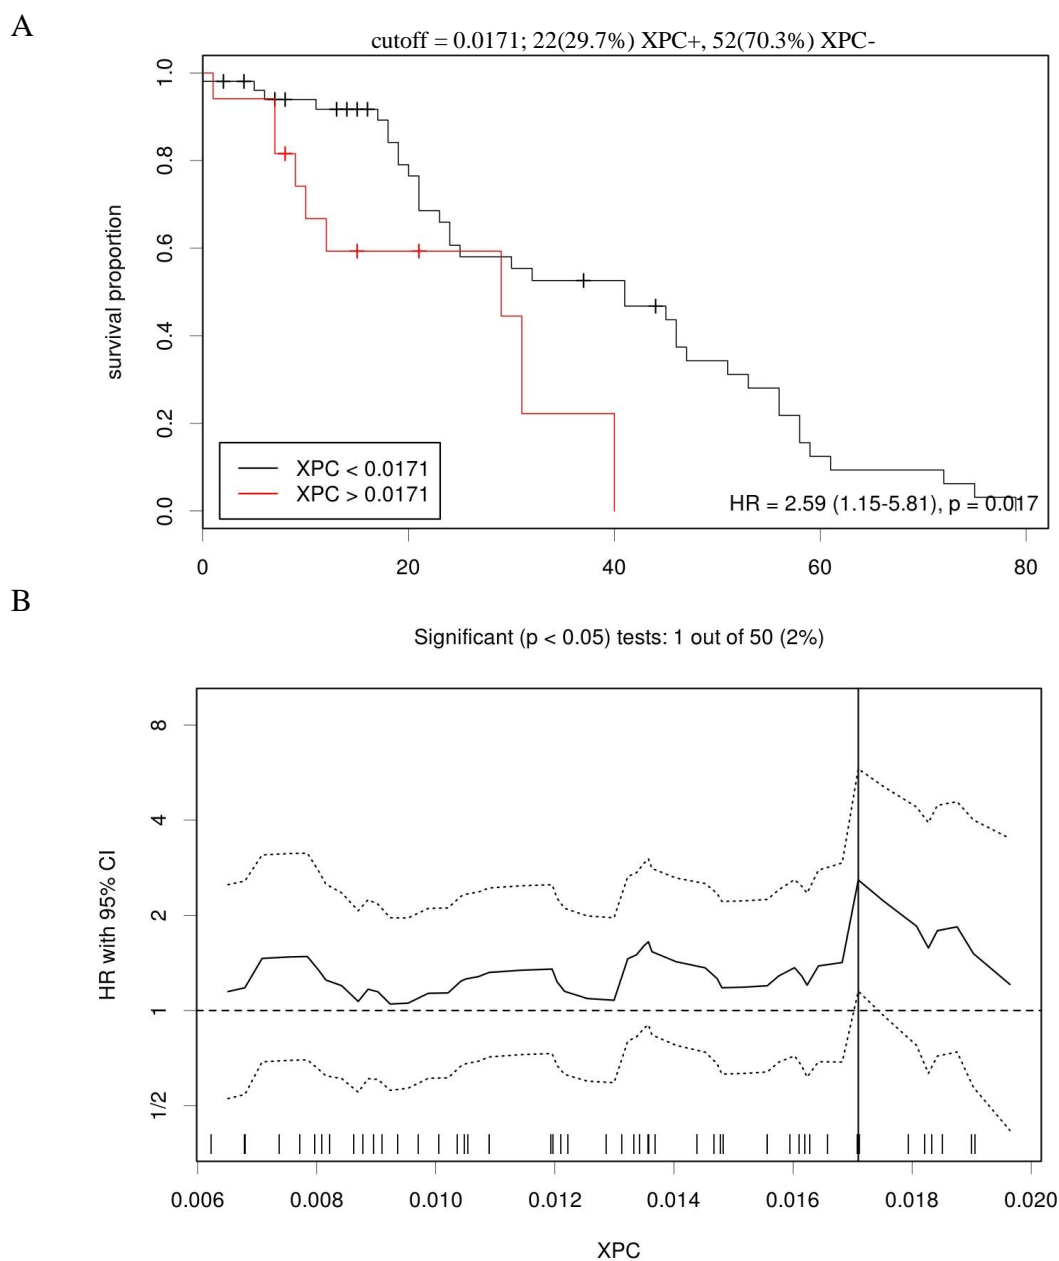 A
cutoff = 0.0171; 22(29.7%) XPC+, 52(70.3%) XPC-
survival proportion
1.0
0.8
0.6
0.4
0.2
0.0
XPC < 0.0171
XPC > 0.0171
HR = 2.59 (1.15-5.81), p = 0.017
0 20 40 60 80
B
Significant (p < 0.05) tests: 1 out of 50 (2%)
HR with 95% CI
8
4
2
1
1/2
0.006 0.008 0.010 0.012 0.014 0.016 0.018 0.020
XPC